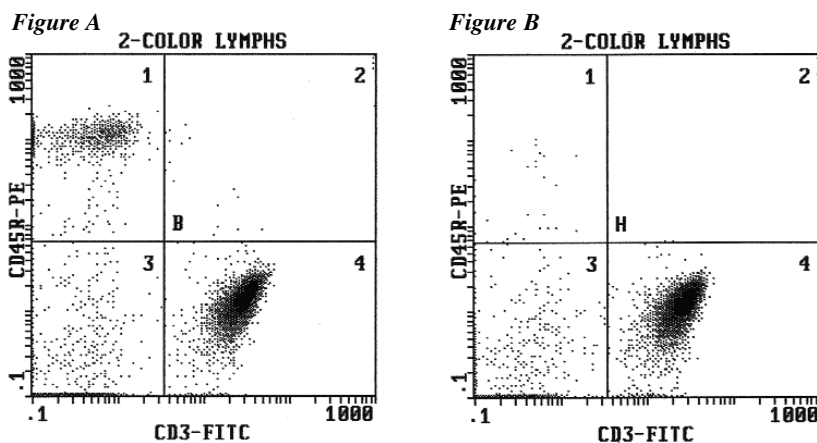 Figure A
2-COLOR LYMPHS
1000
1
2
CD45R-PE
B
3
4
.1
.1
1000
CD3-FITC
Figure B
2-COLOR LYMPHS
1000
1
2
CD45R-PE
H
3
4
.1
.1
1000
CD3-FITC